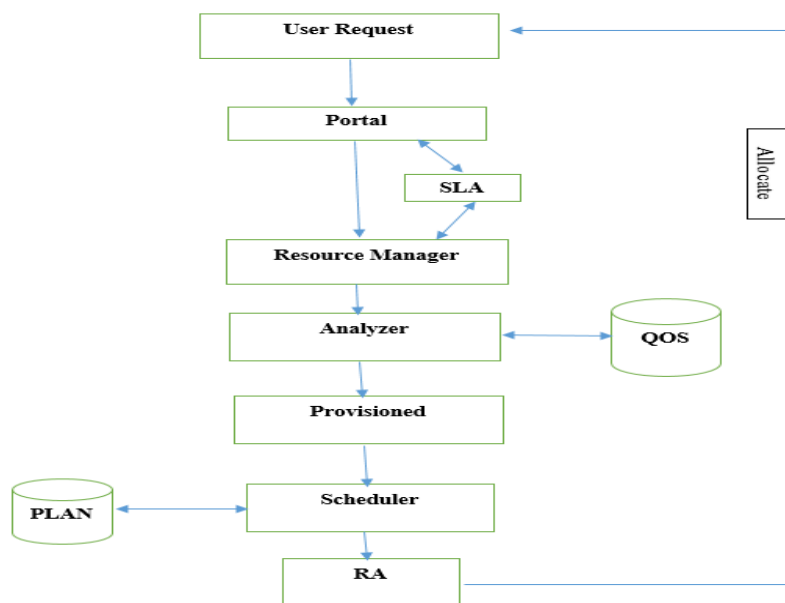 User Request
Portal
Allocate
SLA
Resource Manager
Analyzer
QOS
Provisioned
Scheduler
PLAN
RA